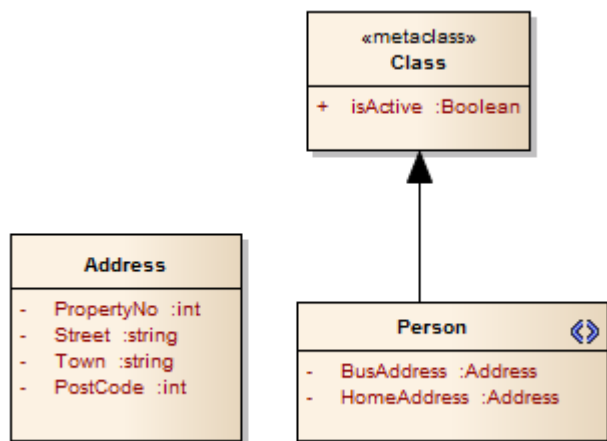 «metaclass»
Class
+ isActive :Boolean
Address
- PropertyNo :int
- Street :string
- Town :string
- PostCode :int
Person
- BusAddress :Address
- HomeAddress :Address